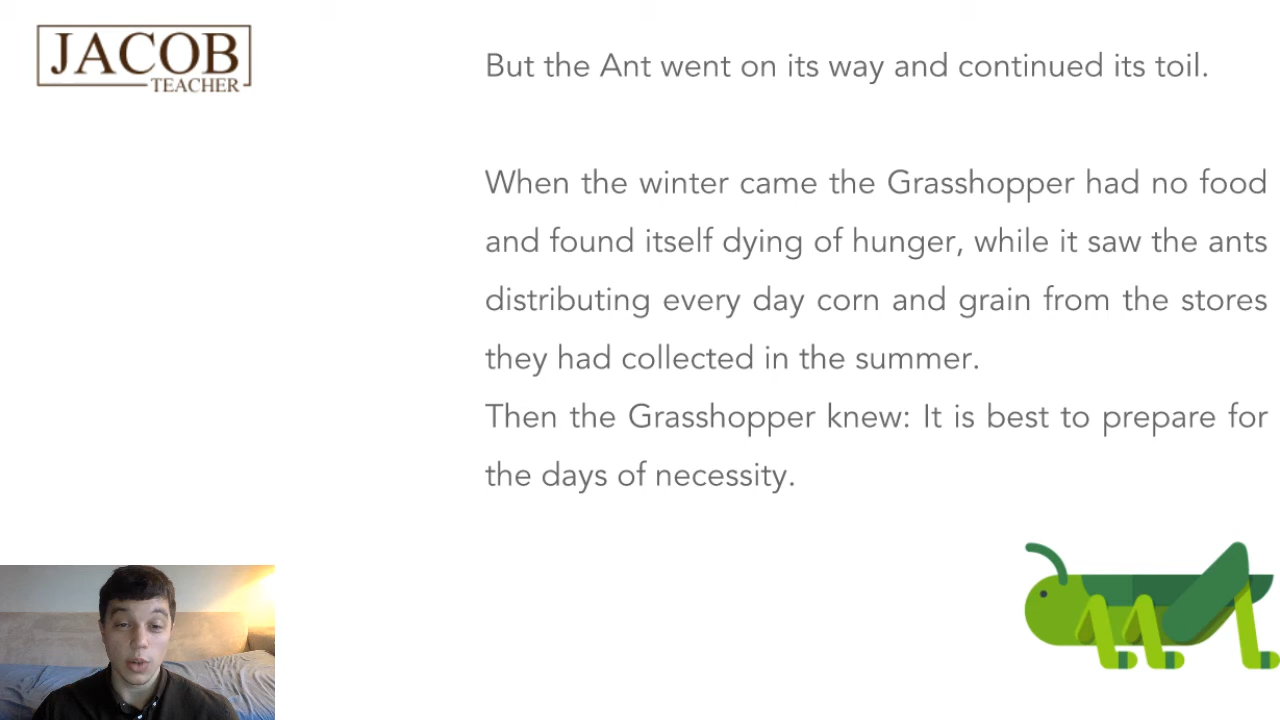 JACOB
TEACHER
But the Ant went on its way and continued its toil.
When the winter came the Grasshopper had no food
and found itself dying of hunger, while it saw the ants
distributing every day corn and grain from the stores
they had collected in the summer.
Then the Grasshopper knew: It is best to prepare for
the days of necessity.